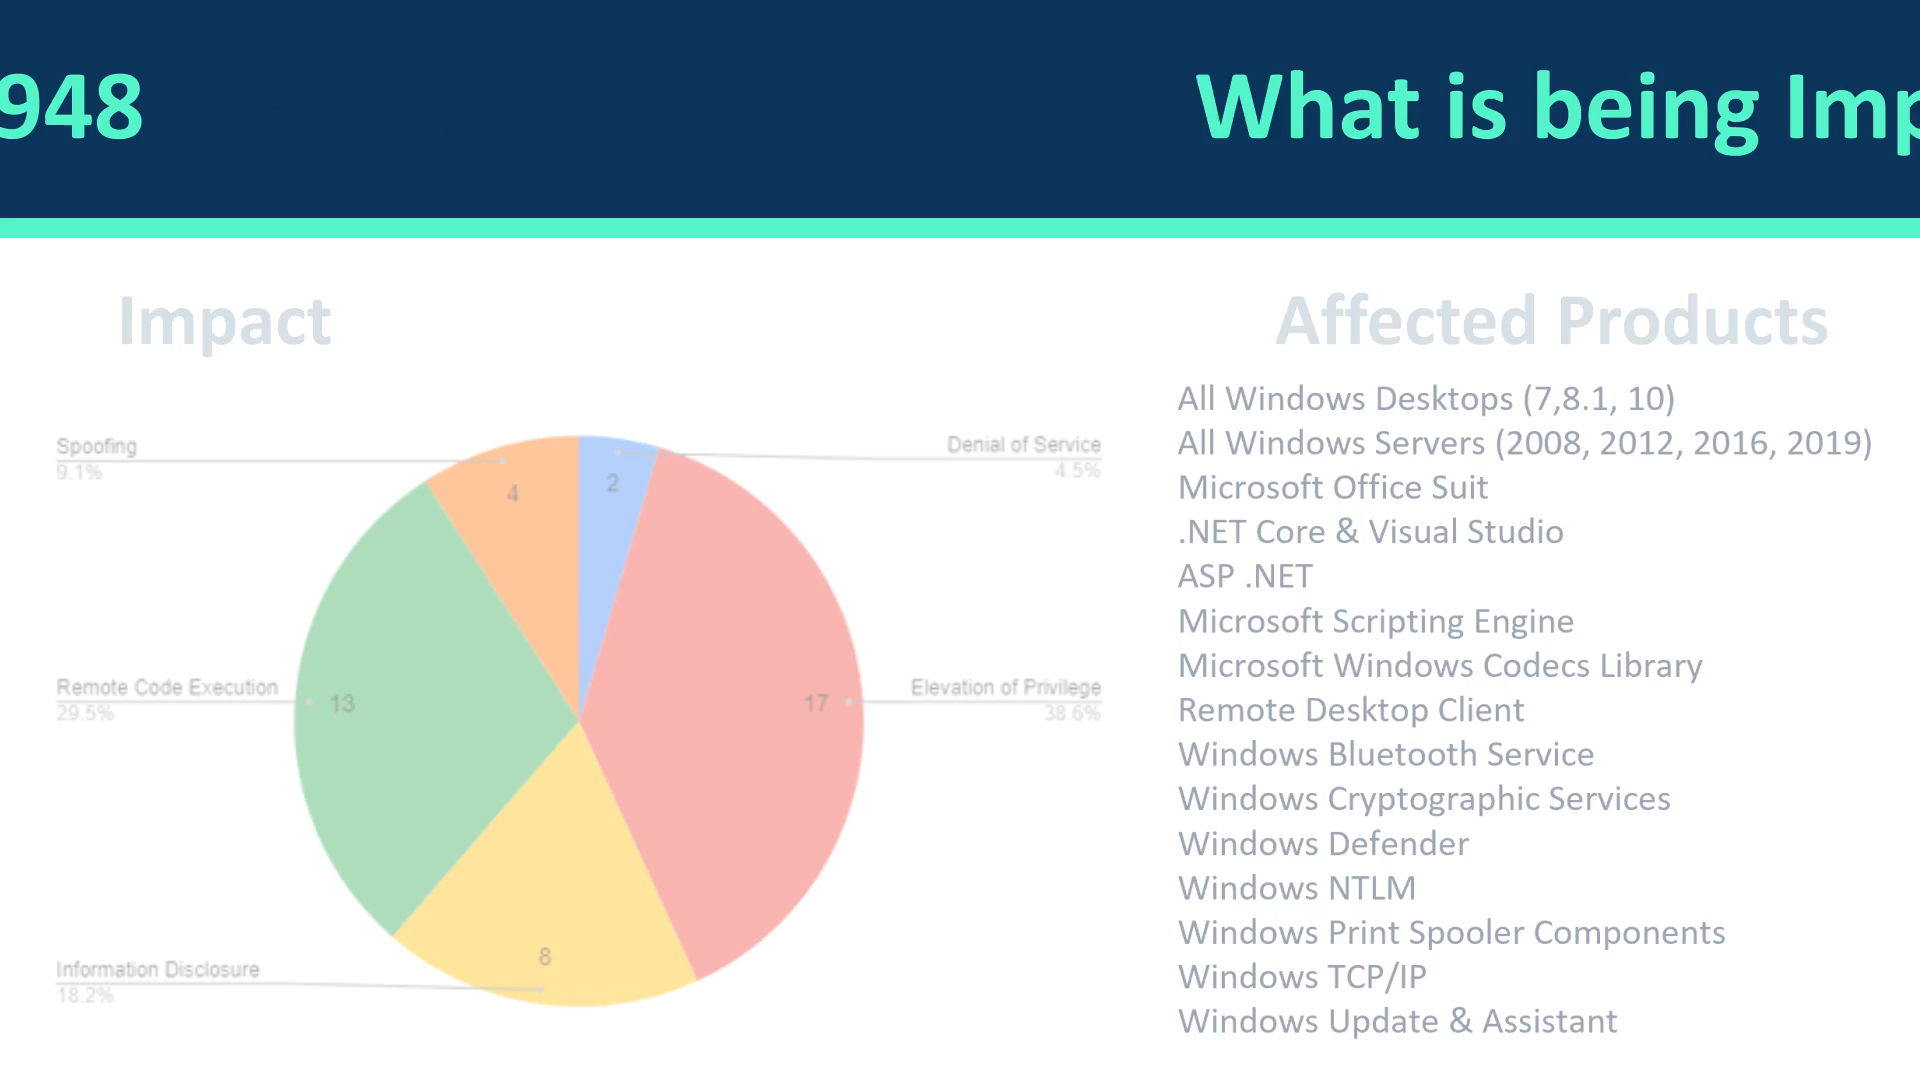 948
What is being Imp
Impact
Affected Products
Spoofing
9.1%
4
2
Denial of Service
4.5%
Remote Code Execution
29.5%
13
17
Elevation of Privilege
38.6%
8
Information Disclosure
18.2%
All Windows Desktops (7,8.1, 10)
All Windows Servers (2008, 2012, 2016, 2019)
Microsoft Office Suit
.NET Core & Visual Studio
ASP .NET
Microsoft Scripting Engine
Microsoft Windows Codecs Library
Remote Desktop Client
Windows Bluetooth Service
Windows Cryptographic Services
Windows Defender
Windows NTLM
Windows Print Spooler Components
Windows TCP/IP
Windows Update & Assistant